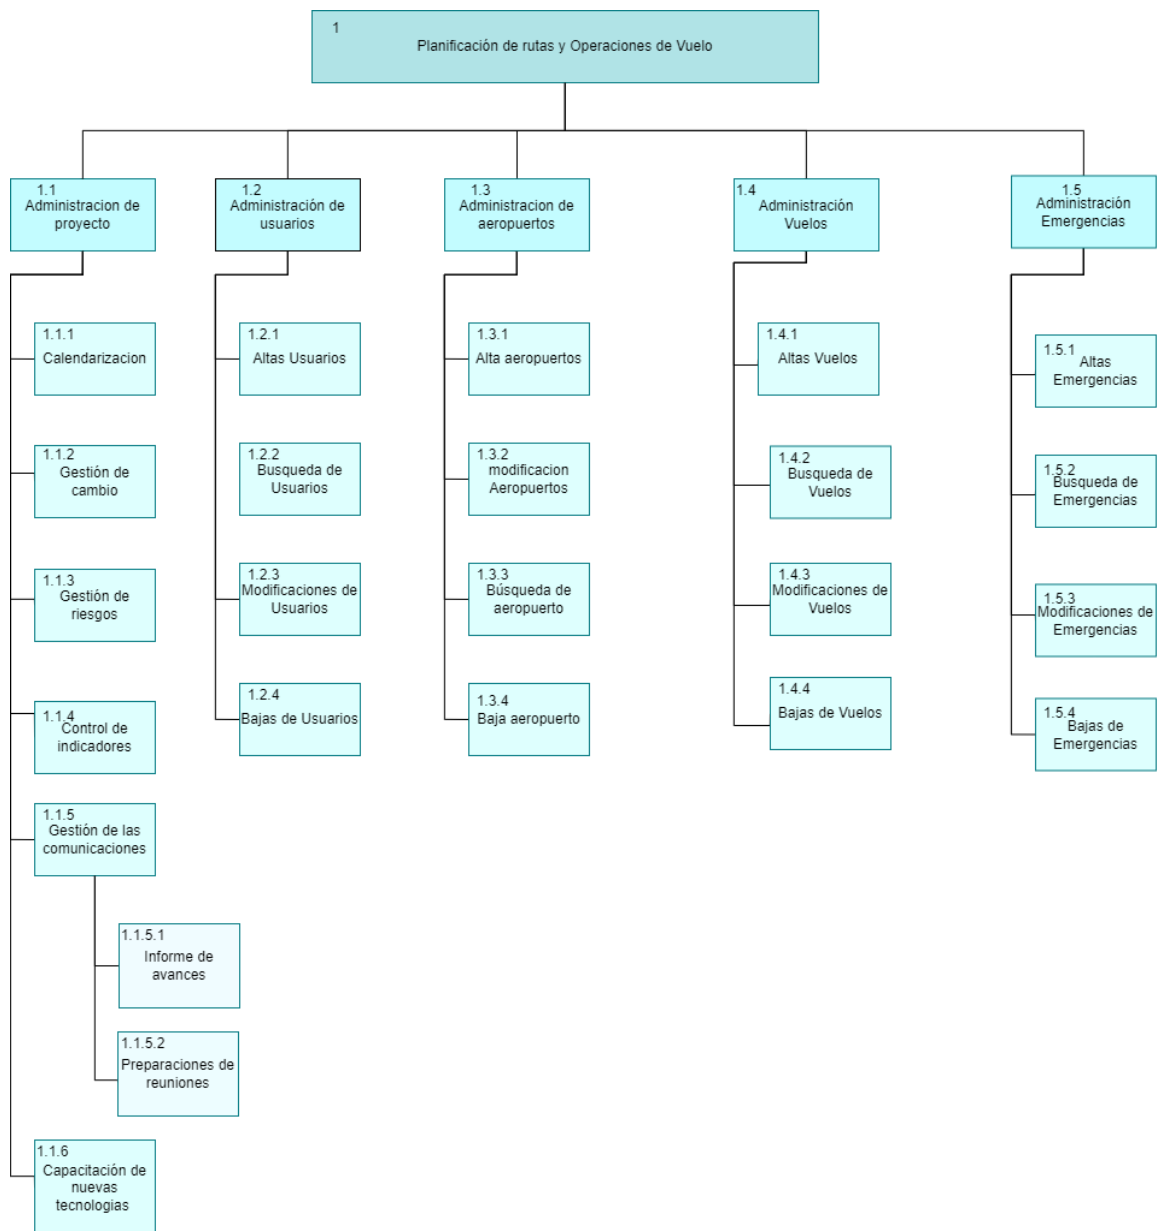 1
Planificación de rutas y Operaciones de Vuelo
1.1
Administracion de
proyecto
1.2
Administración de
usuarios
1.3
Administracion de
aeropuertos
1.4
Administración
Vuelos
1.5
Administración
Emergencias
1.1.1
Calendarizacion
1.1.2
Gestión de
cambio
1.1.3
Gestión de
riesgos
1.1.4
Control de
indicadores
1.1.5
Gestión de las
comunicaciones
1.1.5.1
Informe de
avances
1.1.5.2
Preparaciones de
reuniones
1.1.6
Capacitación de
nuevas
tecnologias
1.2.1
Altas Usuarios
1.2.2
Busqueda de
Usuarios
1.2.3
Modificaciones de
Usuarios
1.2.4
Bajas de Usuarios
1.3.1
Alta aeropuertos
1.3.2
modificacion
Aeropuertos
1.3.3
Búsqueda de
aeropuerto
1.3.4
Baja aeropuerto
1.4.1
Altas Vuelos
1.4.2
Busqueda de
Vuelos
1.4.3
Modificaciones de
Vuelos
1.4.4
Bajas de Vuelos
1.5.1
Altas
Emergencias
1.5.2
Busqueda de
Emergencias
1.5.3
Modificaciones de
Emergencias
1.5.4
Bajas de
Emergencias